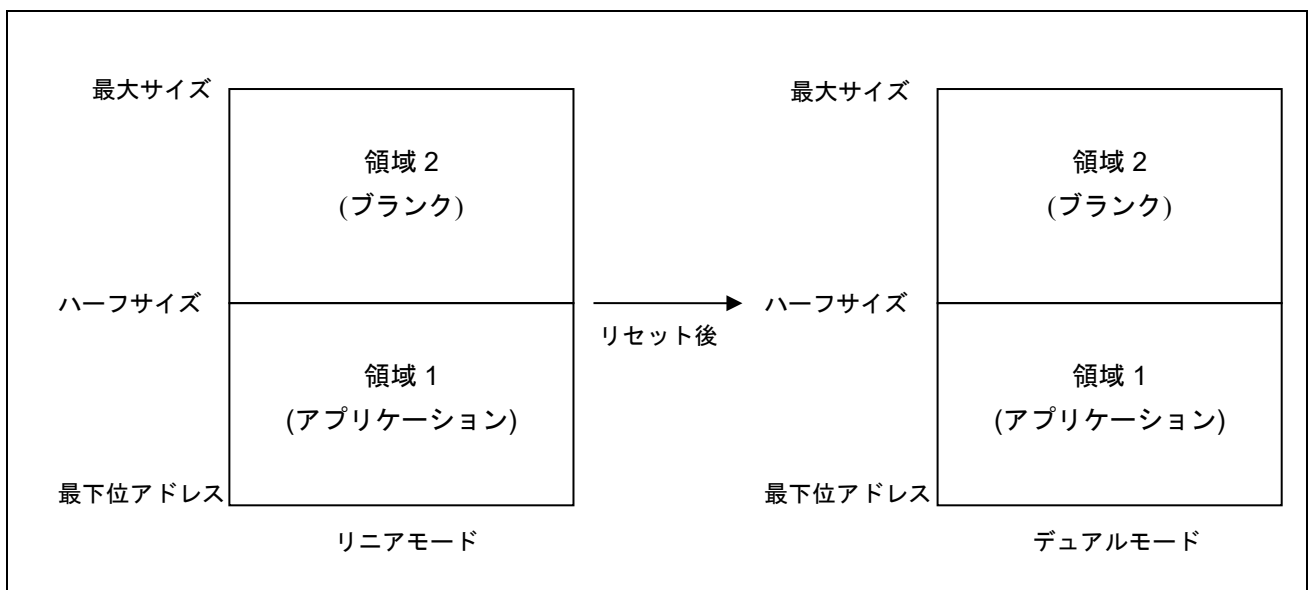 最大サイズ
領域 2
(ブランク)
ハーフサイズ
領域 1
(アプリケーション)
最下位アドレス
リニアモード
リセット後
最大サイズ
領域 2
(ブランク)
ハーフサイズ
領域 1
(アプリケーション)
最下位アドレス
デュアルモード